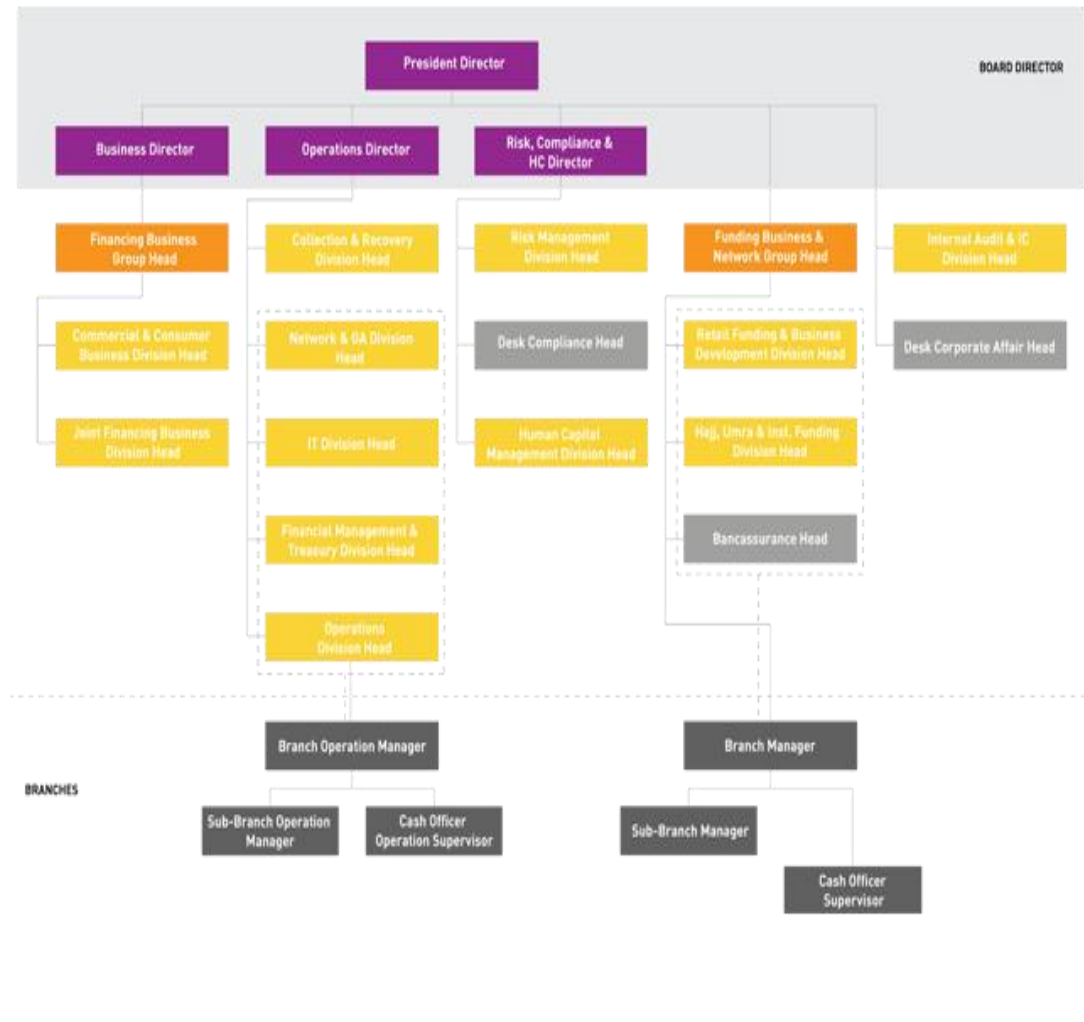 President Director
BOARD DIRECTOR
Business Director
Operations Director
Risk, Compliance &
HC Director
Financing Business
Group Head
Collection & Recovery
Division Head
Risk Management
Division Head
Funding Business &
Network Group Head
Internal Audit & IC
Division Head
Commercial & Consumer
Business Division Head
Network & GA Division
Head
Desk Compliance Head
Retail Funding & Business
Development Division Head
Desk Corporate Affair Head
Joint Financing Business
Division Head
IT Division Head
Human Capital
Management Division Head
Hajj, Umra & Inst. Funding
Division Head
Financial Management &
Treasury Division Head
Bancassurance Head
Operations
Division Head
Branch Operation Manager
Branch Manager
BRANCHES
Sub-Branch Operation
Manager
Cash Officer
Operation Supervisor
Sub-Branch Manager
Cash Officer
Supervisor